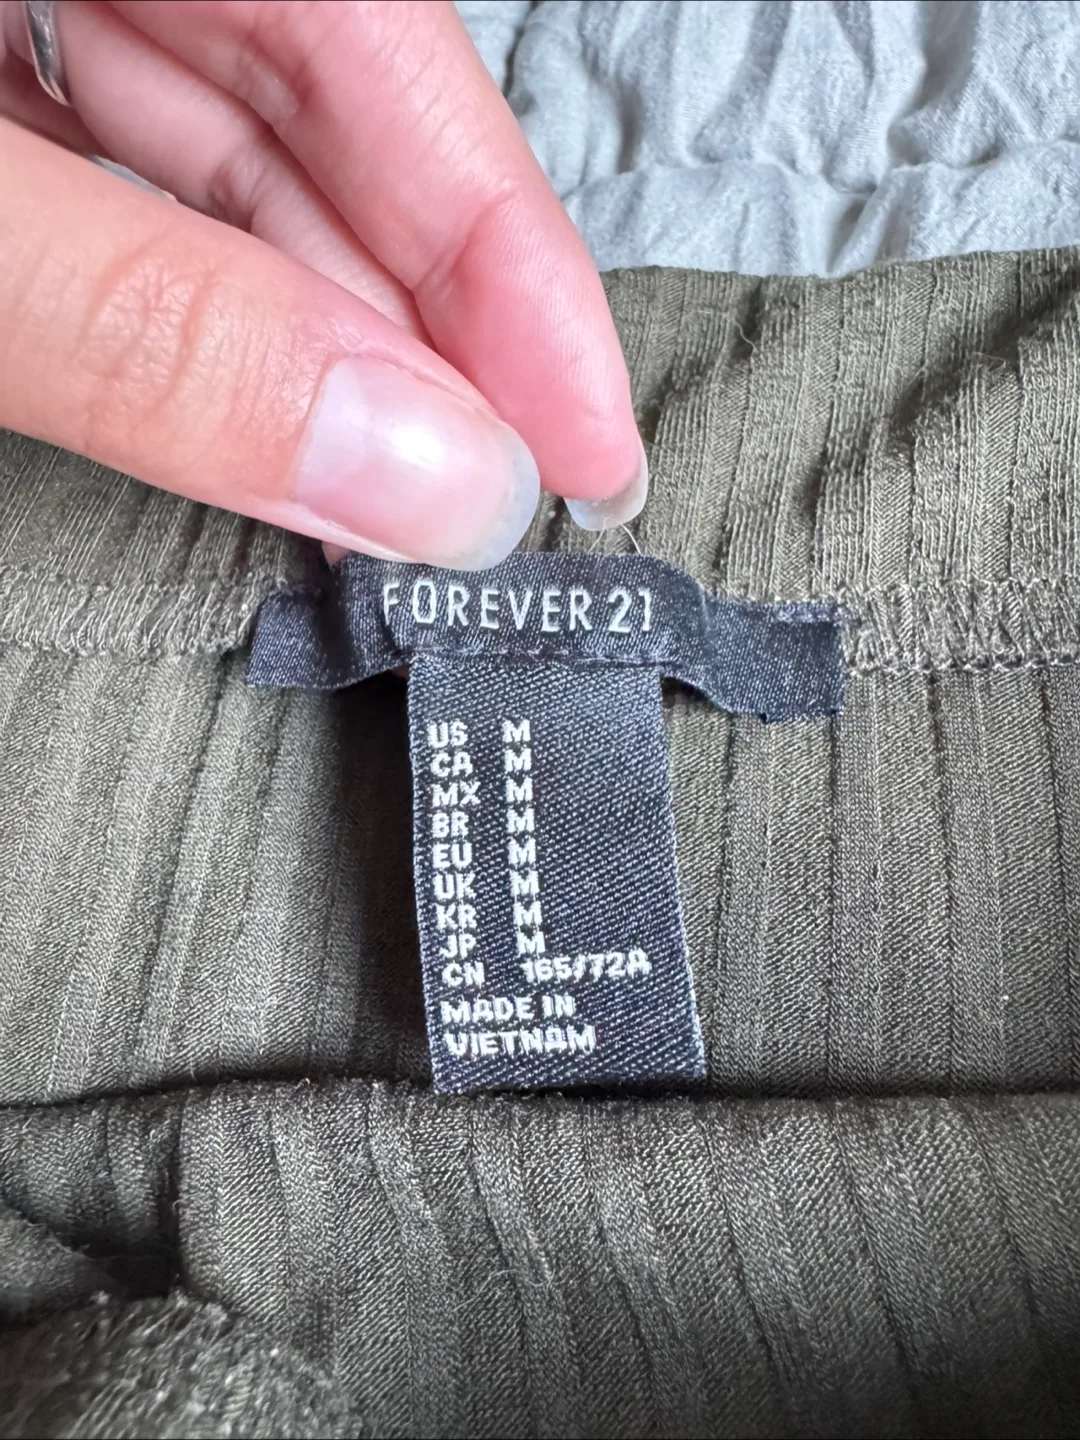 FOREVER 21
US M
CA M
MX M
BR M
EU M
UK M
KR M
JP M
CN 165/72A
MADE IN
VIETNAM